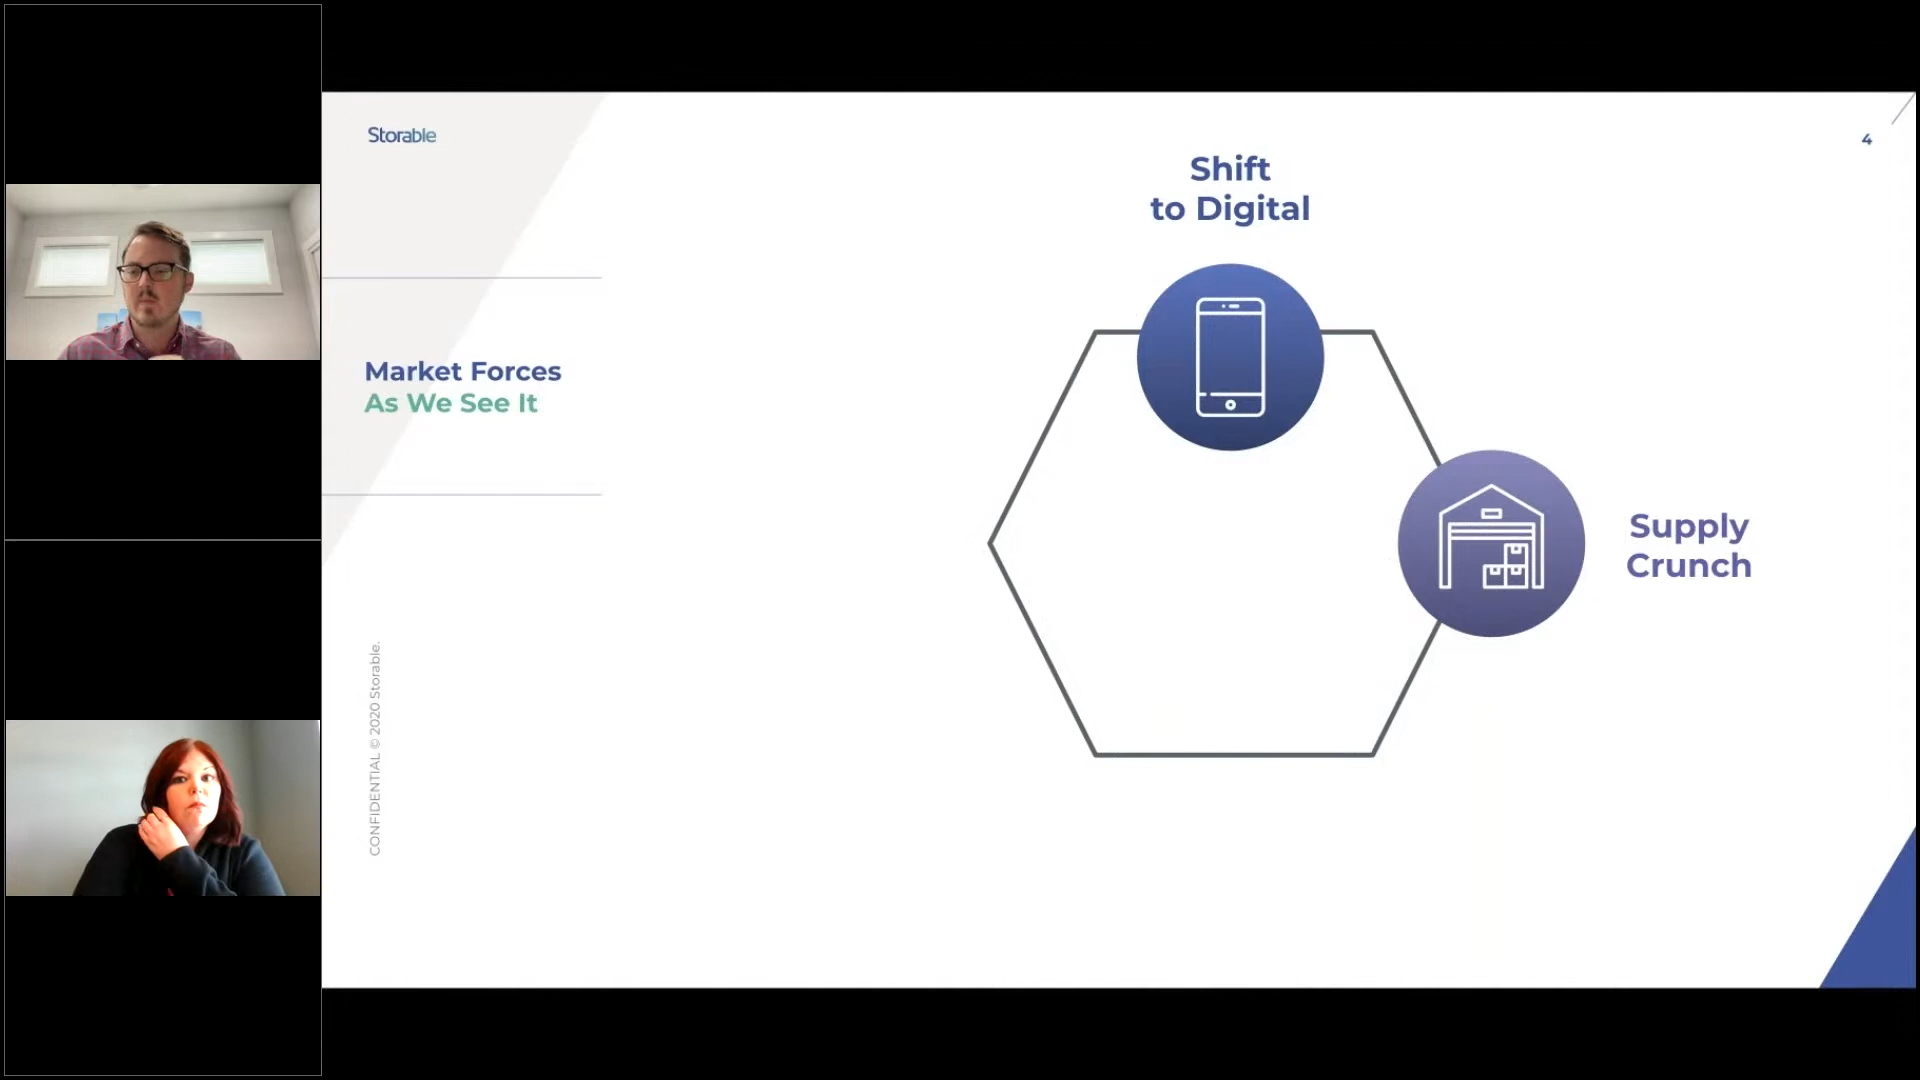 Storable
4
Shift
to Digital
Market Forces
As We See It
Supply
Crunch
CONFIDENTIAL © 2020 Storable.